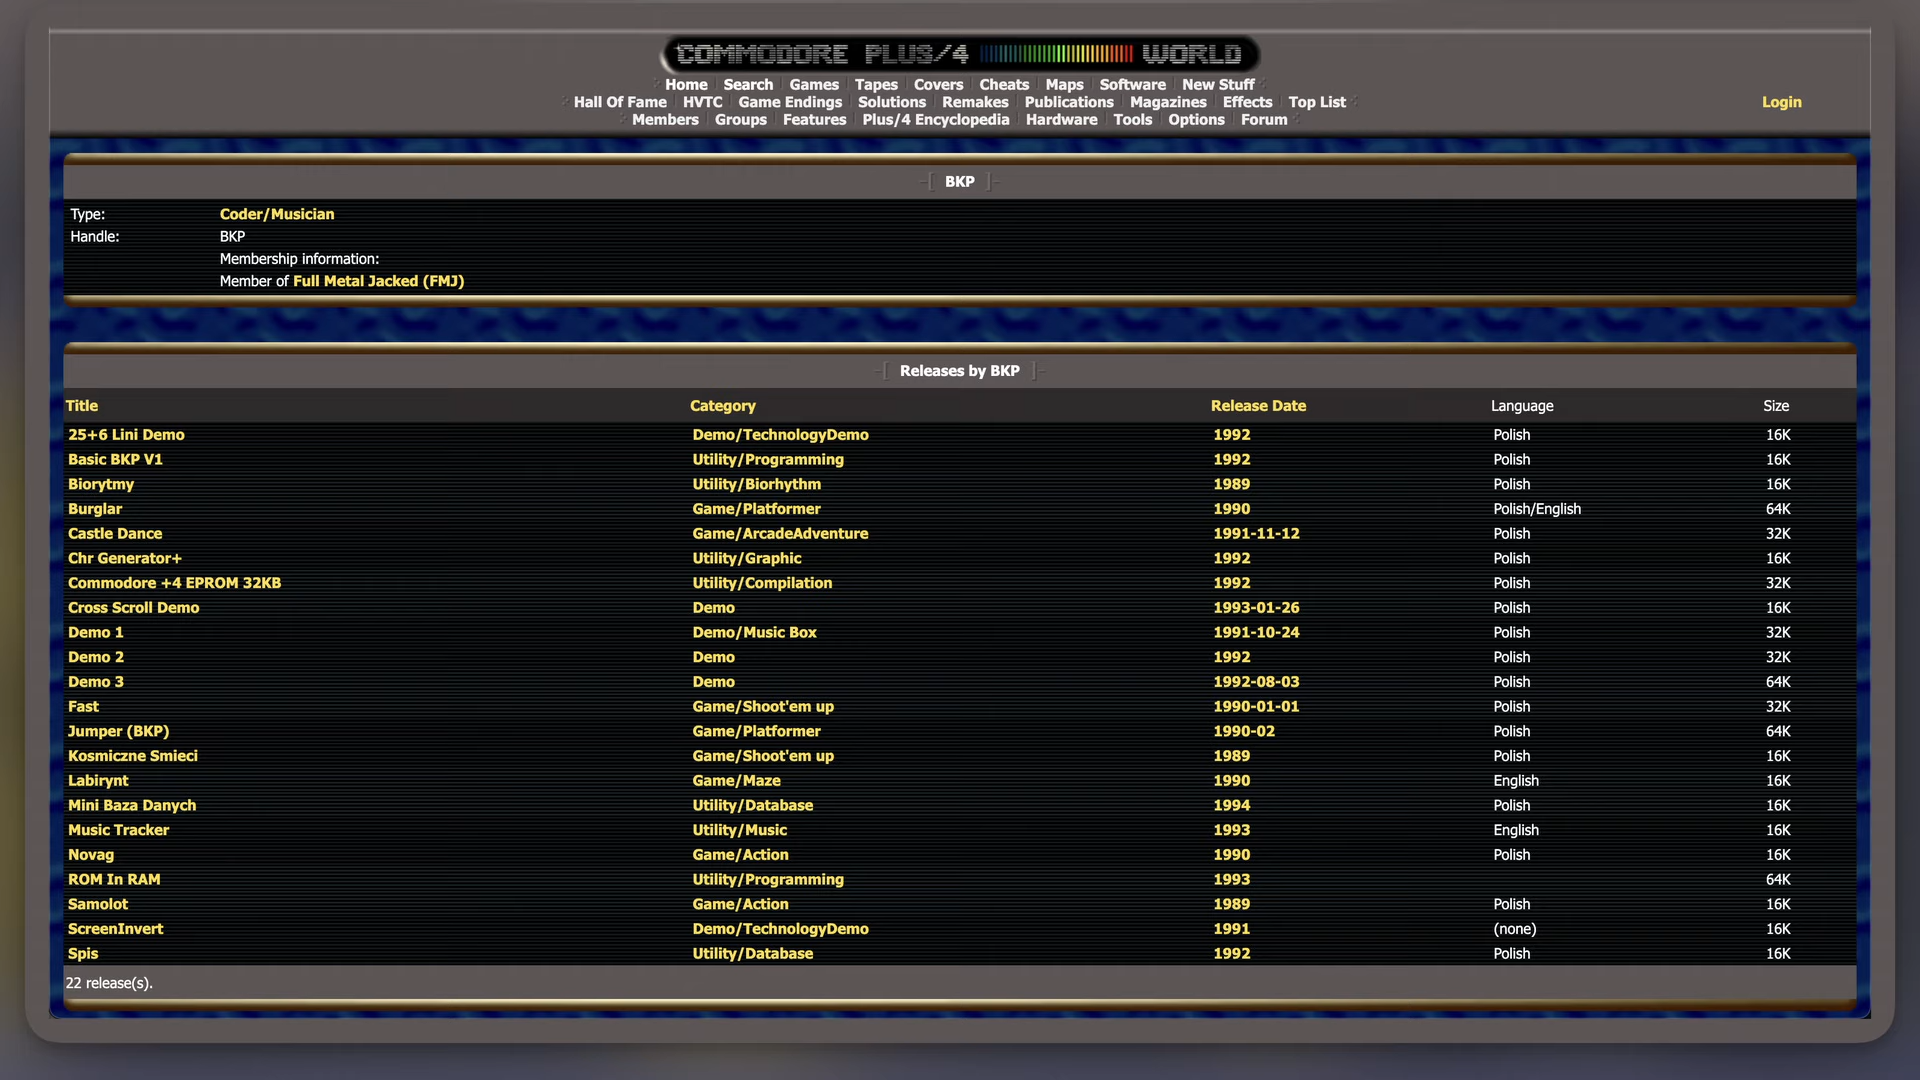 COMMODORE PLUS/4 WORLD
Home Search Games Tapes Covers Cheats Maps Software New Stuff
Hall Of Fame HVTC Game Endings Solutions Remakes Publications Magazines Effects Top List
Login
Members Groups Features Plus/4 Encyclopedia Hardware Tools Options Forum
BKP
Type: Coder/Musician
Handle: BKP
Membership information:
Member of Full Metal Jacked (FMJ)
Releases by BKP
Title Category Release Date Language Size
25+6 Lini Demo Demo/TechnologyDemo 1992 Polish 16K
Basic BKP V1 Utility/Programming 1992 Polish 16K
Biorytmy Utility/Biorhythm 1989 Polish 16K
Burglar Game/Platformer 1990 Polish/English 64K
Castle Dance Game/ArcadeAdventure 1991-11-12 Polish 32K
Chr Generator+ Utility/Graphic 1992 Polish 16K
Commodore +4 EPROM 32KB Utility/Compilation 1992 Polish 32K
Cross Scroll Demo Demo 1993-01-26 Polish 16K
Demo 1 Demo/Music Box 1991-10-24 Polish 32K
Demo 2 Demo 1992 Polish 32K
Demo 3 Demo 1992-08-03 Polish 64K
Fast Game/Shoot'em up 1990-01-01 Polish 32K
Jumper (BKP) Game/Platformer 1990-02 Polish 64K
Kosmiczne Smieci Game/Shoot'em up 1989 Polish 16K
Labirynt Game/Maze 1990 English 16K
Mini Baza Danych Utility/Database 1994 Polish 16K
Music Tracker Utility/Music 1993 English 16K
Novag Game/Action 1990 Polish 16K
ROM In RAM Utility/Programming 1993 64K
Samolot Game/Action 1989 Polish 16K
ScreenInvert Demo/TechnologyDemo 1991 (none) 16K
Spis Utility/Database 1992 Polish 16K
22 release(s).